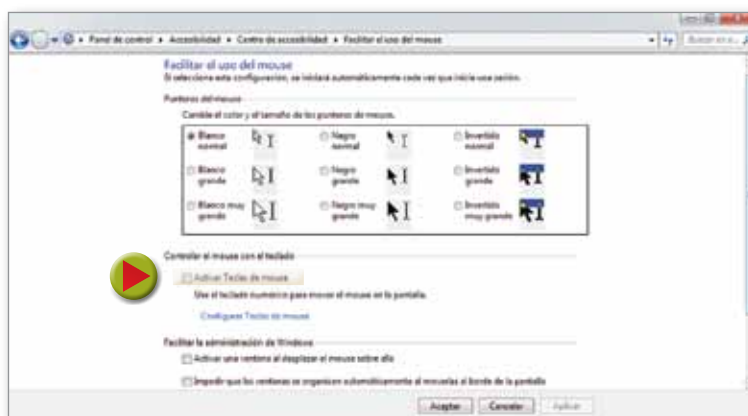 Panel de control ▸ Accesibilidad ▸ Centro de accesibilidad ▸ Facilitar el uso del mouse
Facilitar el uso del mouse
Si selecciona esta configuración, se iniciará automáticamente cada vez que inicie una sesión.
Punteros del mouse
Cambie el color y el tamaño de los punteros de mouse.
Blanco normal
Negro normal
Invertido normal
Blanco grande
Negro grande
Invertido grande
Blanco muy grande
Negro muy grande
Invertido muy grande
Controlar el mouse con el teclado
Activar Teclas de mouse
Use el teclado numérico para mover el mouse en la pantalla.
Configurar Teclas de mouse
Facilitar la administración de Windows
Activar una ventana al desplazar el mouse sobre ella
Impedir que las ventanas se organicen automáticamente al moverlas al borde de la pantalla
Aceptar
Cancelar
Aplicar